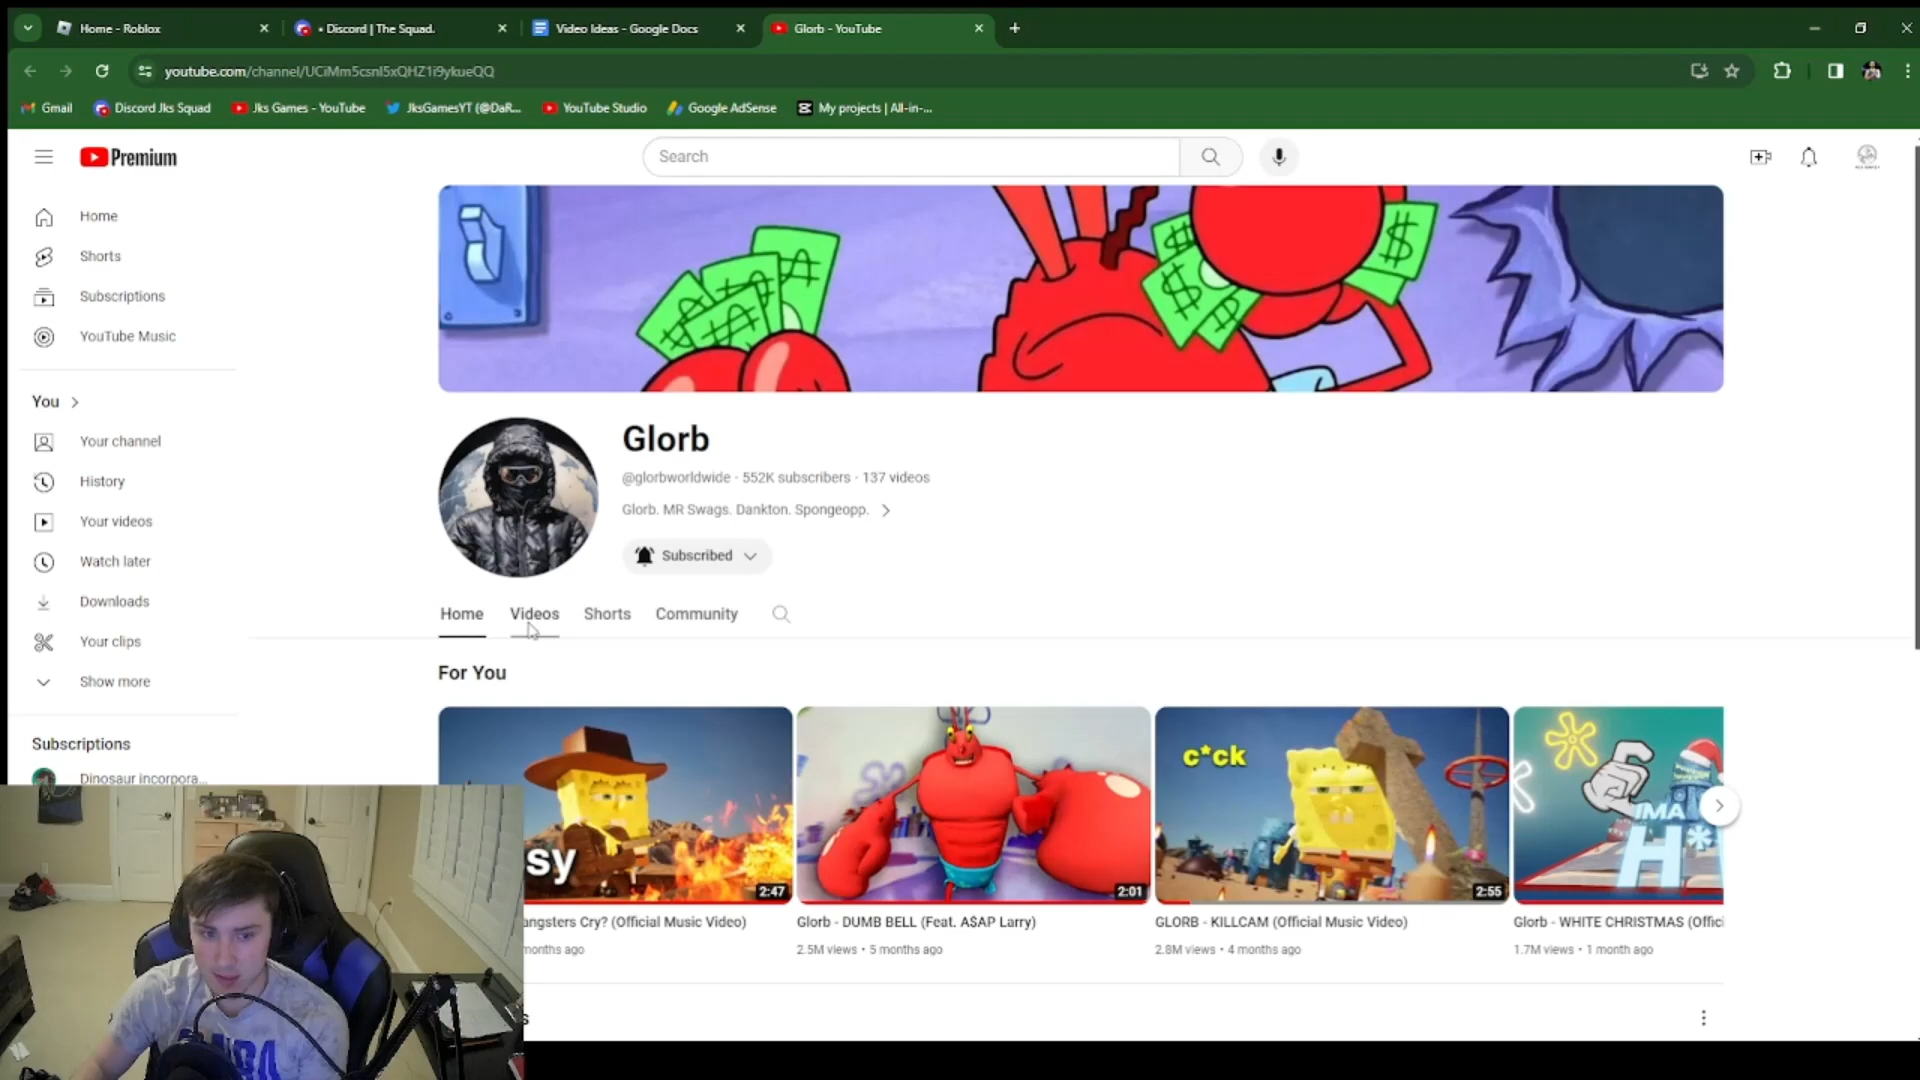 Home - Roblox
• Discord | The Squad.
Video Ideas - Google Docs
Glorb - YouTube
youtube.com/channel/UCiMm5csnl5xQHZ1i9ykueQQ
Gmail
Discord Jks Squad
Jks Games - YouTube
JksGamesYT (@DaR...
YouTube Studio
Google AdSense
My projects | All-in-...
Premium
Search
Home
Shorts
Subscriptions
YouTube Music
You
Your channel
History
Your videos
Watch later
Downloads
Your clips
Show more
Subscriptions
Dinosaur incorpora...
Glorb
@glorbworldwide · 552K subscribers · 137 videos
Glorb. MR Swags. Dankton. Spongeopp.
Subscribed
Home
Videos
Shorts
Community
For You
sy
2:47
2:01
c*ck
2:55
IMA
H
angsters Cry? (Official Music Video)
months ago
Glorb - DUMB BELL (Feat. A$AP Larry)
2.5M views • 5 months ago
GLORB - KILLCAM (Official Music Video)
2.8M views • 4 months ago
Glorb - WHITE CHRISTMAS (Offici
1.7M views • 1 month ago
s